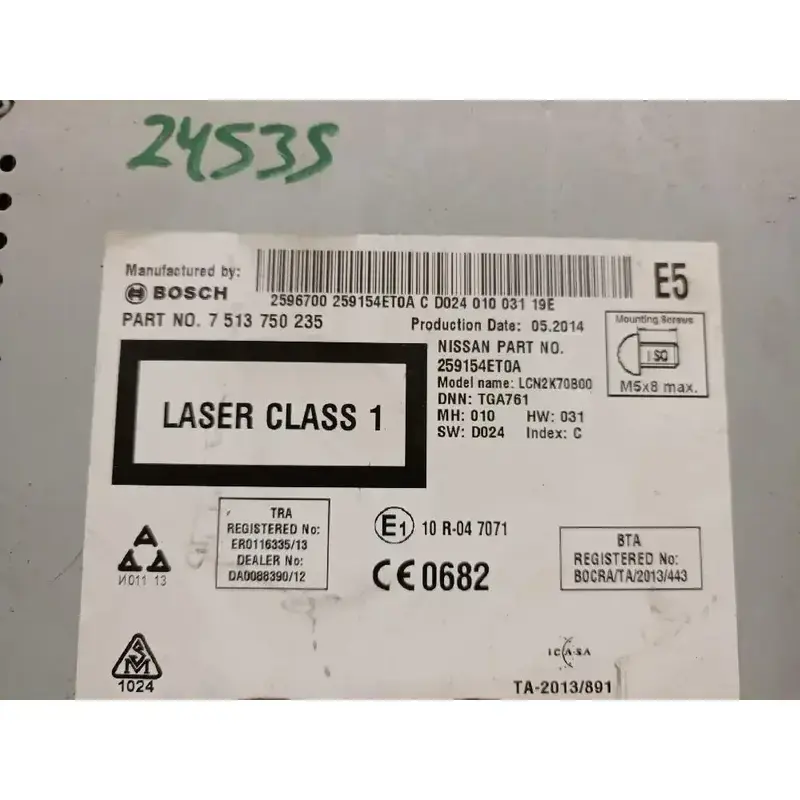 24535
Manufactured by:
BOSCH
2596700 259154ET0A C D024 010 031 19E
E5
PART NO. 7 513 750 235
Production Date: 05.2014
Mounting Screws
ISO
M5x8 max.
NISSAN PART NO.
259154ET0A
Model name: LCN2K70B00
DNN: TGA761
MH: 010 HW: 031
SW: D024 Index: C
LASER CLASS 1
TRA
REGISTERED No:
ER0116335/13
DEALER No:
DA0088390/12
E1 10 R-04 7071
CE0682
BTA
REGISTERED No:
BOCRA/TA/2013/443
И011 13
SM
1024
ICASA
TA-2013/891